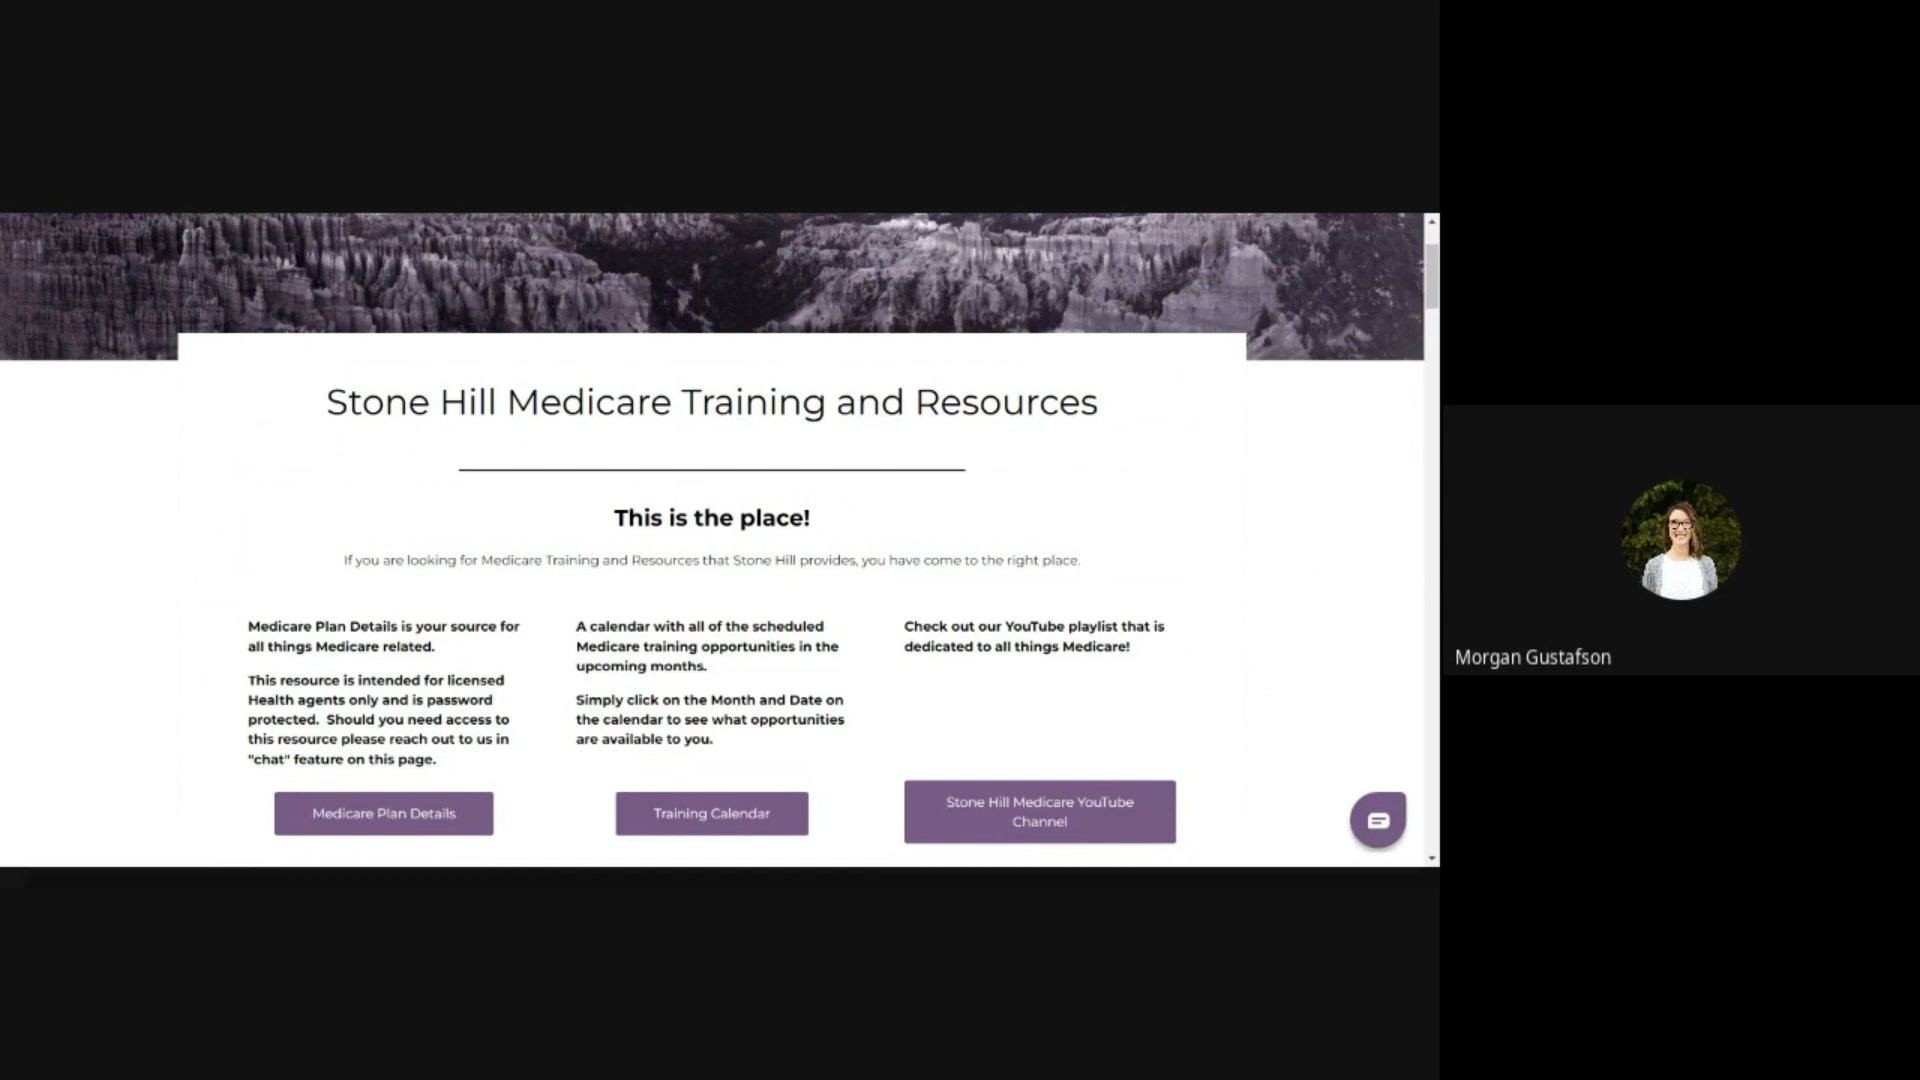 Stone Hill Medicare Training and Resources
This is the place!
If you are looking for Medicare Training and Resources that Stone Hill provides, you have come to the right place.
Medicare Plan Details is your source for
all things Medicare related.
This resource is intended for licensed
Health agents only and is password
protected.  Should you need access to
this resource please reach out to us in
"chat" feature on this page.
Medicare Plan Details
A calendar with all of the scheduled
Medicare training opportunities in the
upcoming months.
Simply click on the Month and Date on
the calendar to see what opportunities
are available to you.
Training Calendar
Check out our YouTube playlist that is
dedicated to all things Medicare!
Stone Hill Medicare YouTube
Channel
Morgan Gustafson